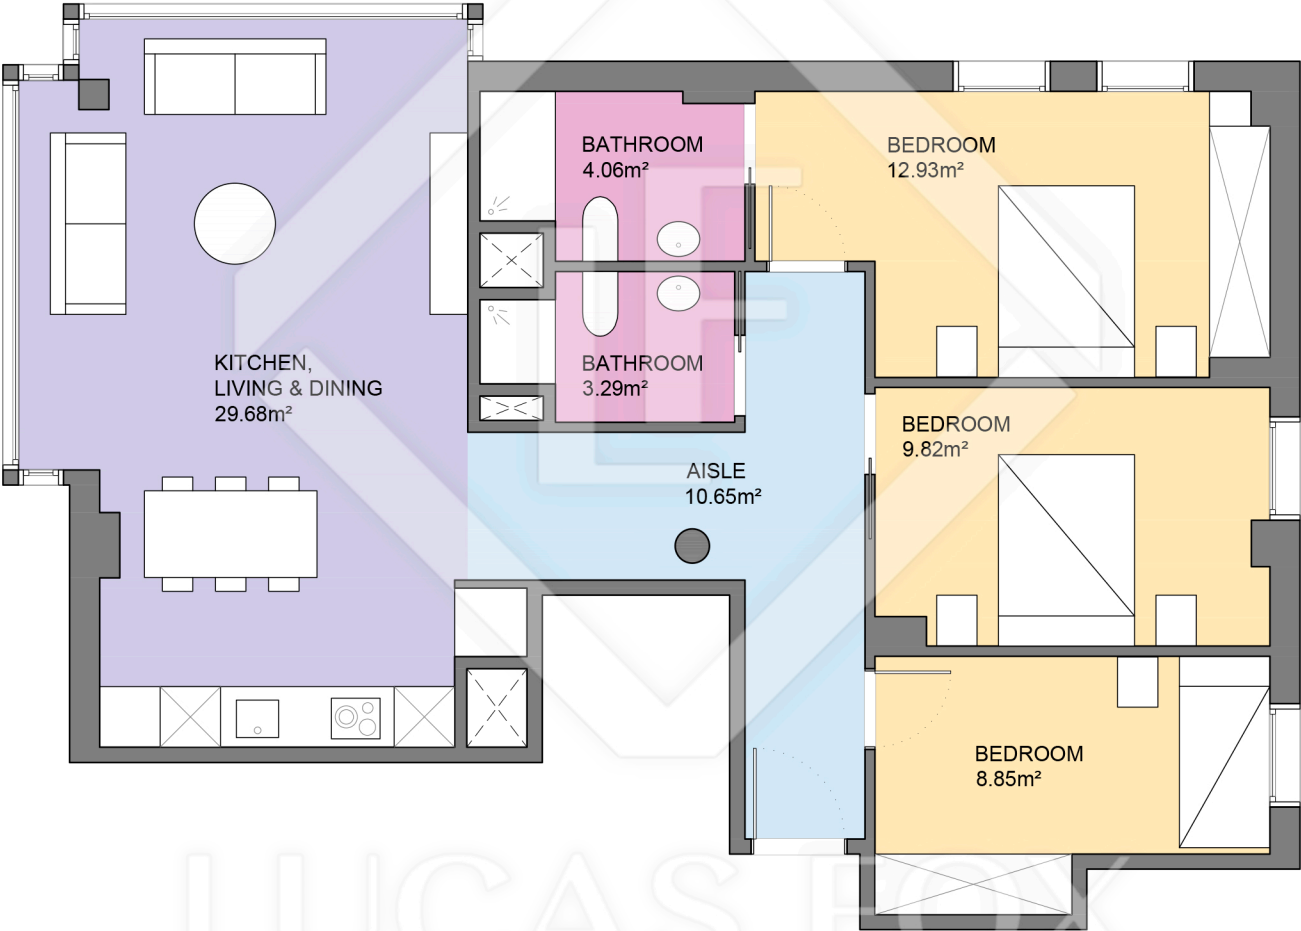 BATHROOM
4.06m²
BEDROOM
12.93m²
KITCHEN,
LIVING & DINING
29.68m²
BATHROOM
3.29m²
BEDROOM
9.82m²
AISLE
10.65m²
BEDROOM
8.85m²
LUCAS FOX